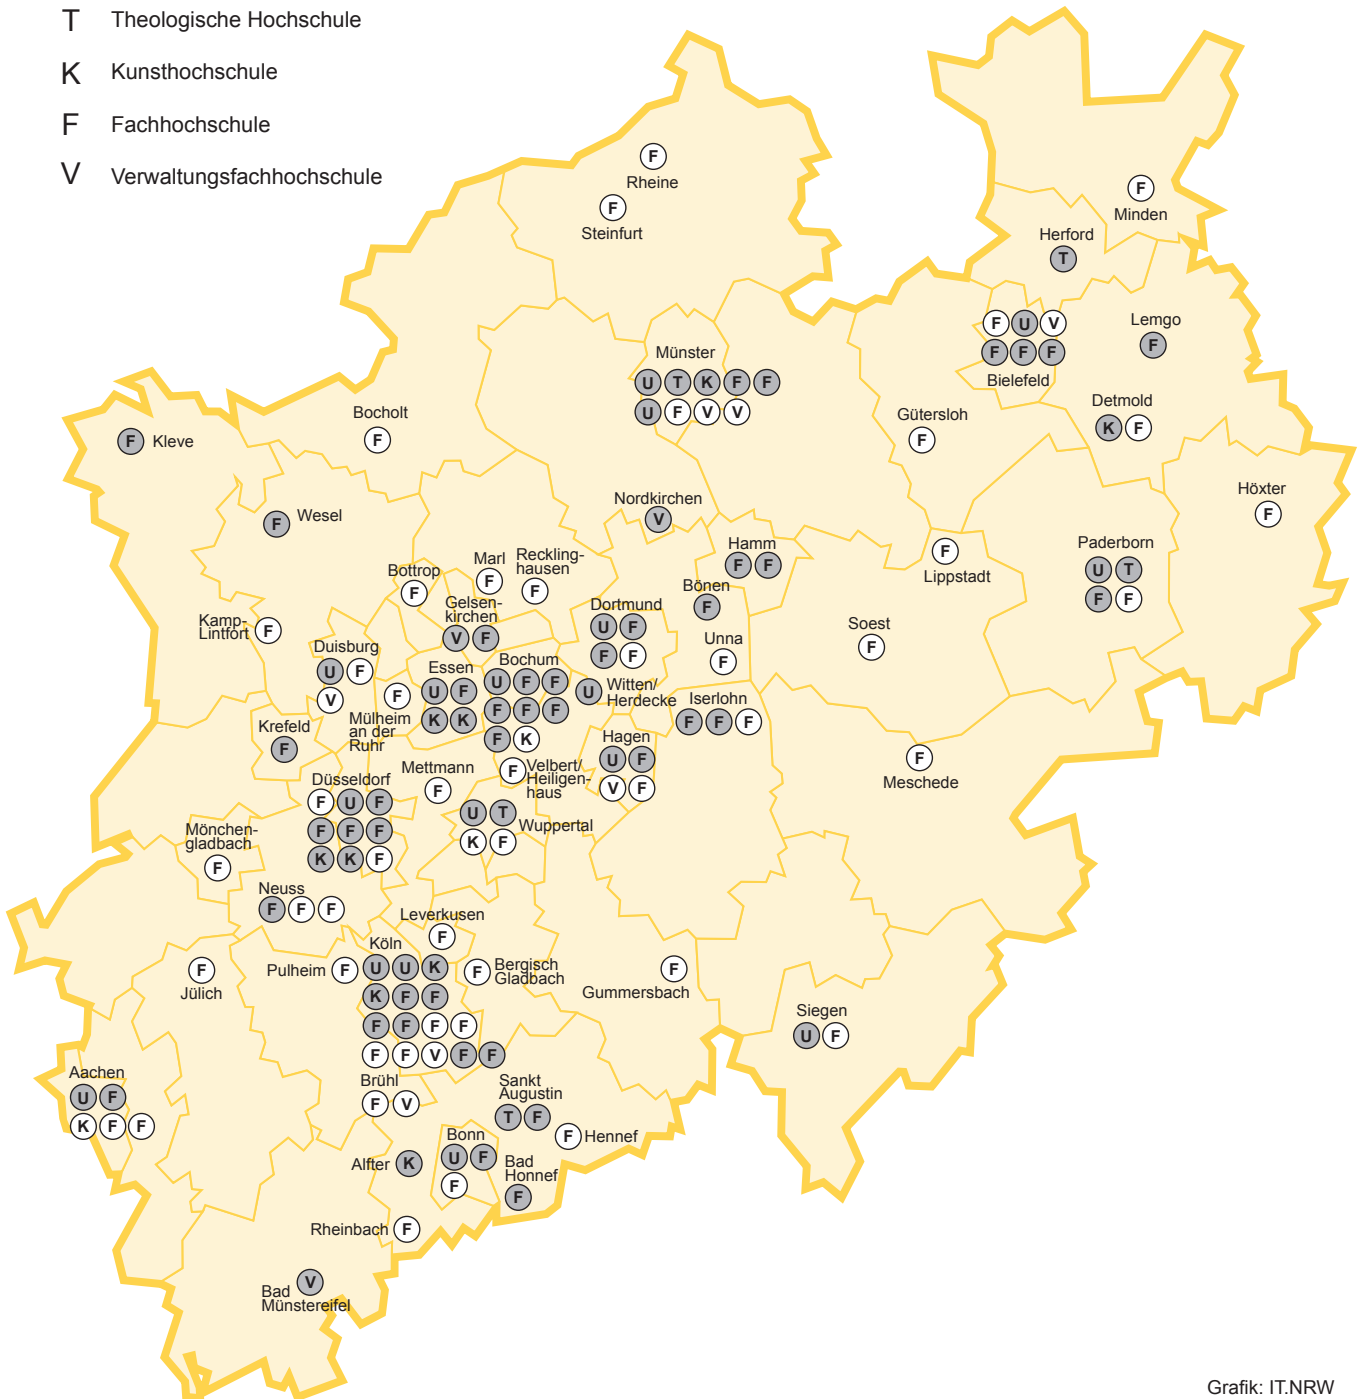 T Theologische Hochschule
K Kunsthochschule
F Fachhochschule
V Verwaltungsfachhochschule
F
Rheine
F
Steinfurt
F
Minden
Herford
T
F U V
F F F
Bielefeld
Lemgo
F
Münster
U T K F F
U F V V
Detmold
K F
Bocholt
F
Gütersloh
F
F Kleve
Höxter
F
Nordkirchen
V
F Wesel
Hamm
F F
F
Lippstadt
Paderborn
U T
F F
Marl
F
Reckling-
hausen
F
Bottrop
F
Gelsen-
kirchen
V F
Bönen
F
Dortmund
U F
F F
Kamp-
Lintfort
F
Unna
F
Soest
F
Duisburg
U F
V
F
Mülheim
an der
Ruhr
Essen
U F
K K
Bochum
U F F
F F F
F K
U Witten/
Herdecke
Iserlohn
F F F
Krefeld
F
Hagen
U F
V F
F
Meschede
Mettmann
F
F Velbert/
Heiligen-
haus
Düsseldorf
F U F
F F F
K K F
U T
K F
Wuppertal
Mönchen-
gladbach
F
Neuss
F F F
Leverkusen
F
F
Jülich
Pulheim F
Köln
U U K
K F F
F F F F
F F V F F
F Bergisch
Gladbach
F
Gummersbach
Siegen
U F
Aachen
U F
K F F
Brühl
F V
Sankt
Augustin
T F
F Hennef
Alfter K
Bonn
U F
F
Bad
Honnef
F
Rheinbach F
V
Bad
Münstereifel
Grafik: IT.NRW